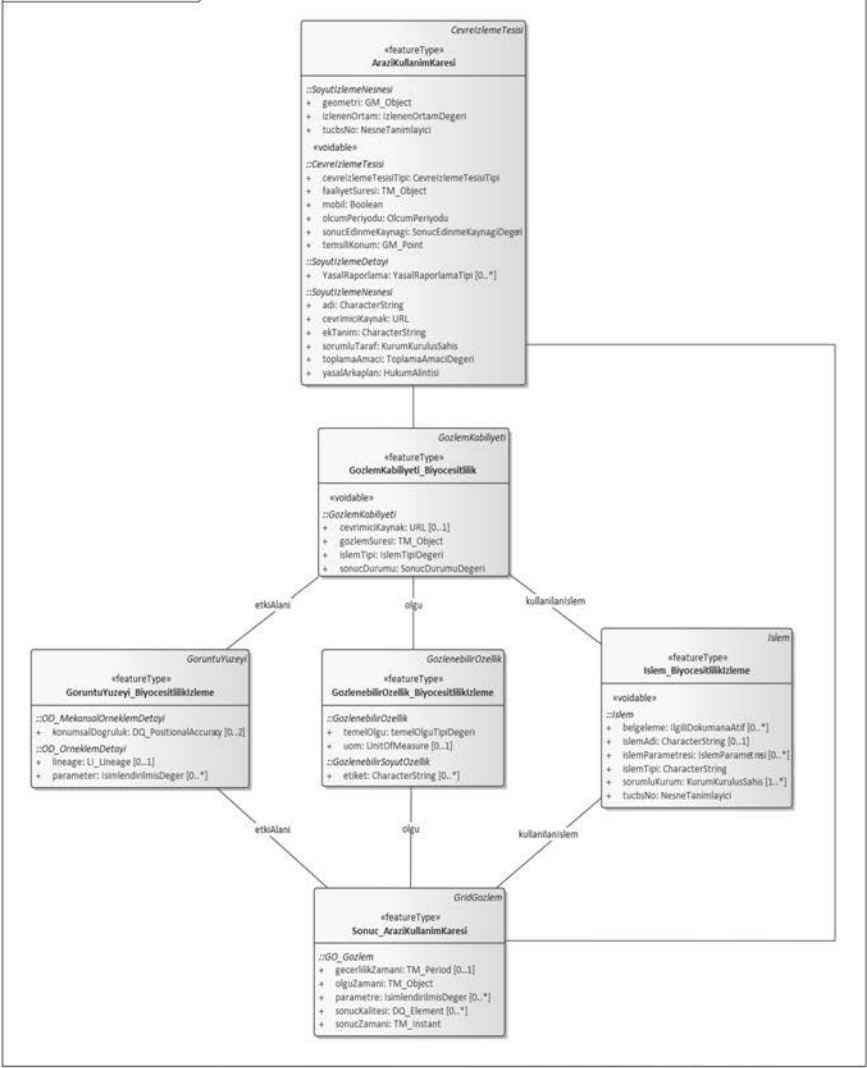 CevreIzlemeTesisi
«featureType»
AraziKullanimKaresi
::SoyutIzlemeNesnesi
+ geometri: GM_Object
+ izlenenOrtam: IzlenenOrtamDegeri
+ tucbsNo: NesneTanimlayici
«voidable»
::CevreIzlemeTesisi
+ cevreIzlemeTesisiTipi: CevreIzlemeTesisiTipi
+ faaliyetSuresi: TM_Object
+ mobil: Boolean
+ olcumPeriyodu: OlcumPeriyodu
+ sonucEdinmeKaynagi: SonucEdinmeKaynagiDegeri
+ temsiliKonum: GM_Point
::SoyutIzlemeDetayi
+ YasalRaporlama: YasalRaporlamaTipi [0..*]
::SoyutIzlemeNesnesi
+ adi: CharacterString
+ cevrimiciKaynak: URL
+ ekTanim: CharacterString
+ sorumluTaraf: KurumKurulusSahis
+ toplamaAmaci: ToplamaAmaciDegeri
+ yasalArkaplan: HukumAlintisi
GozlemKabiliyeti
«featureType»
GozlemKabiliyeti_Biyocesitlilik
«voidable»
::GozlemKabiliyeti
+ cevrimiciKaynak: URL [0..1]
+ gozlemSuresi: TM_Object
+ islemTipi: IslemTipiDegeri
+ sonucDurumu: SonucDurumuDegeri
etkiAlani
olgu
kullanilanIslem
GoruntuYuzeyi
«featureType»
GoruntuYuzeyi_BiyocesitlilikIzleme
::OD_MekansalOrneklemDetayi
+ konumsalDogruluk: DQ_PositionalAccuracy [0..2]
::OD_OrneklemDetayi
+ lineage: LI_Lineage [0..1]
+ parameter: IsimlendirilmisDeger [0..*]
GozlenebilirOzellik
«featureType»
GozlenebilirOzellik_BiyocesitlilikIzleme
::GozlenebilirOzellik
+ temelOlgu: temelOlguTipiDegeri
+ uom: UnitOfMeasure [0..1]
::GozlenebilirSoyutOzellik
+ etiket: CharacterString [0..*]
Islem
«featureType»
Islem_BiyocesitlilikIzleme
«voidable»
::Islem
+ belgeleme: IlgiliDokumanaAtif [0..*]
+ islemAdi: CharacterString [0..1]
+ islemParametresi: IslemParametresi [0..*]
+ islemTipi: CharacterString
+ sorumluKurum: KurumKurulusSahis [1..*]
+ tucbsNo: NesneTanimlayici
etkiAlani
olgu
kullanilanIslem
GridGozlem
«featureType»
Sonuc_AraziKullanimKaresi
::GO_Gozlem
+ gecerlilikZamani: TM_Period [0..1]
+ olguZamani: TM_Object
+ parametre: IsimlendirilmisDeger [0..*]
+ sonucKalitesi: DQ_Element [0..*]
+ sonucZamani: TM_Instant